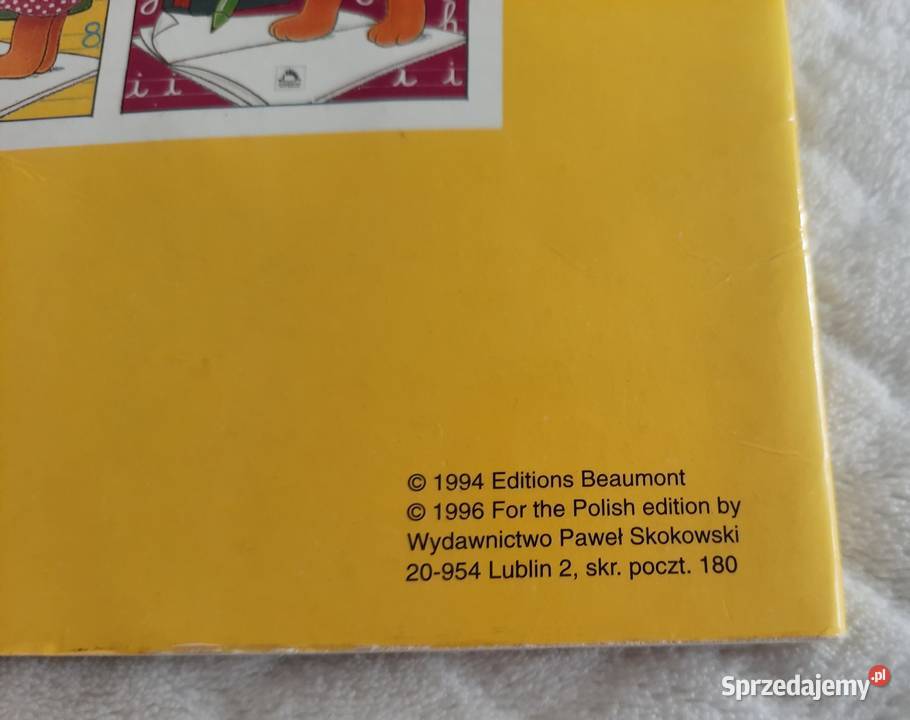 8
h
i i
i i
© 1994 Editions Beaumont
© 1996 For the Polish edition by
Wydawnictwo Paweł Skokowski
20-954 Lublin 2, skr. poczt. 180
Sprzedajemy.pl